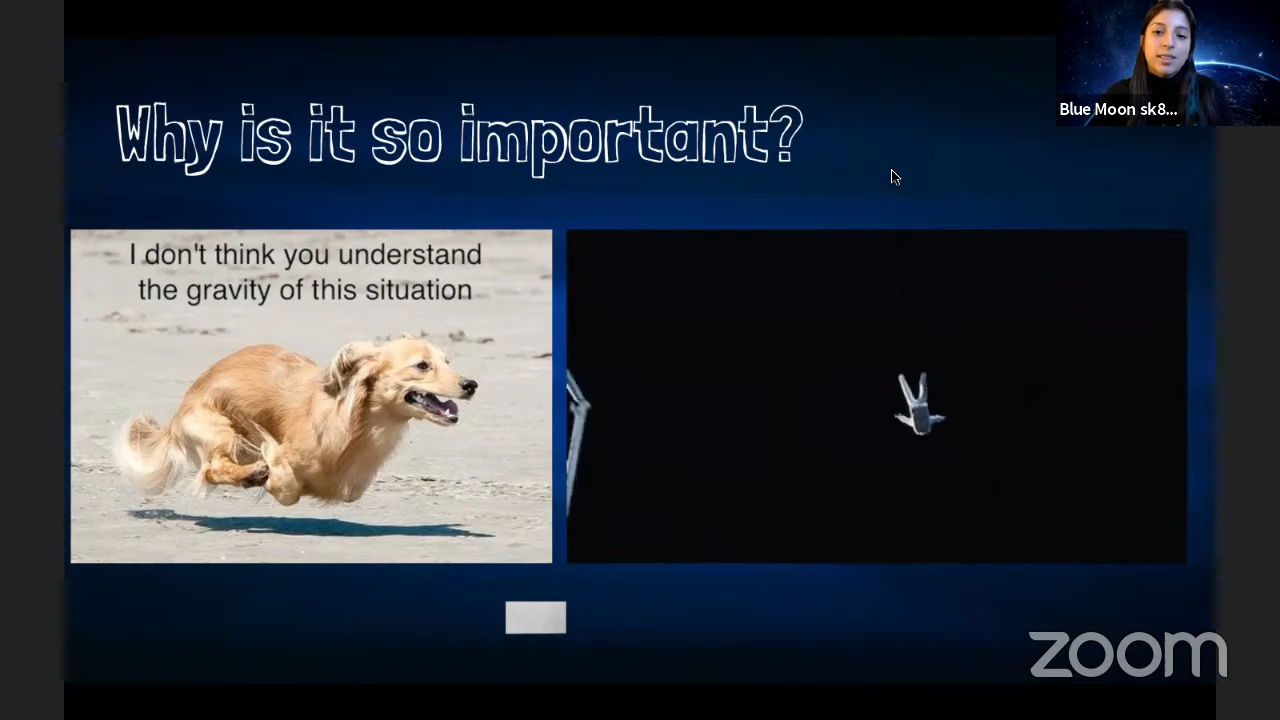 Blue Moon sk8...
Why is it so important?
I don't think you understand
the gravity of this situation
zoom